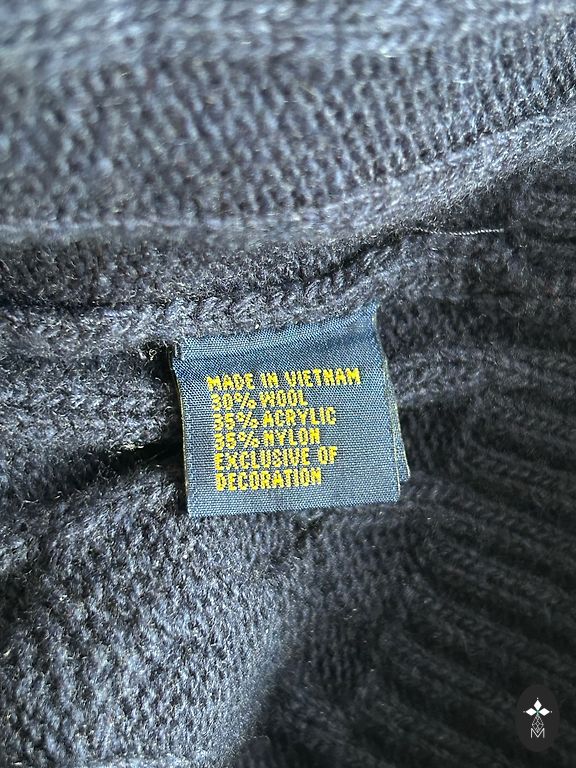 MADE IN VIETNAM
30% WOOL
35% ACRYLIC
35% NYLON
EXCLUSIVE OF
DECORATION
M